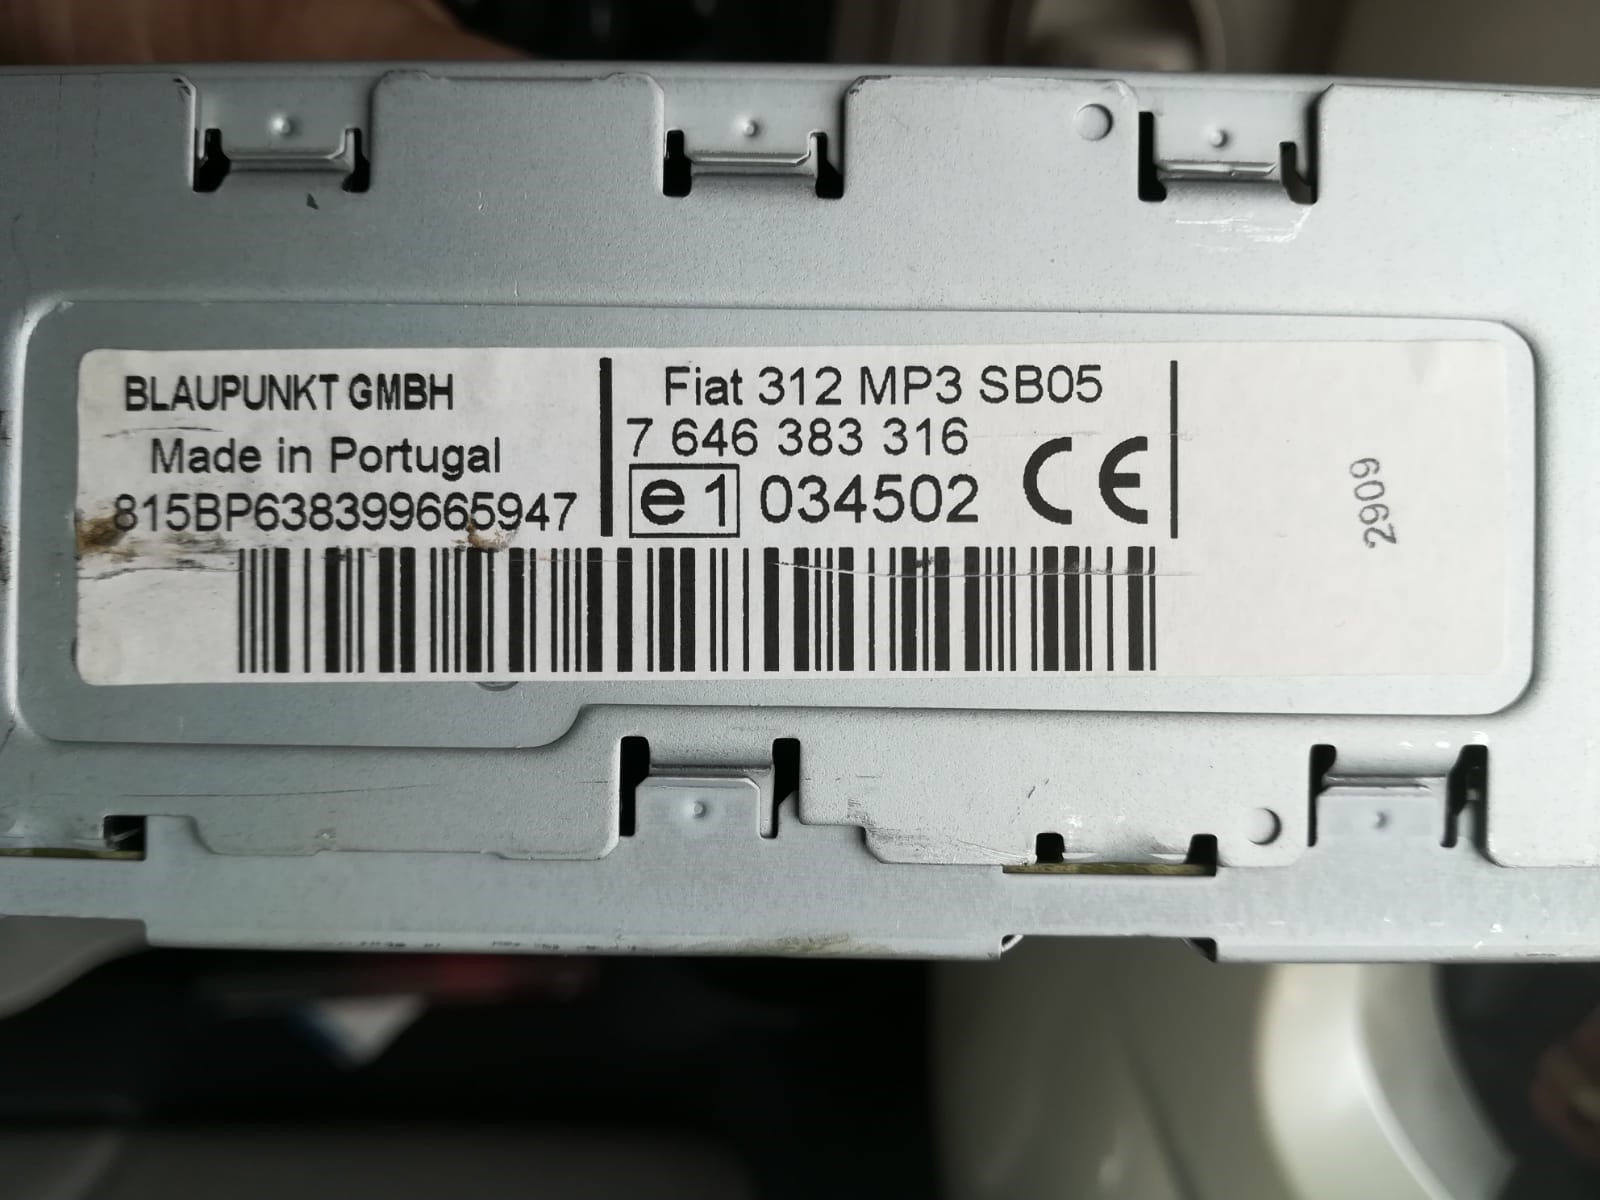 BLAUPUNKT GMBH
Made in Portugal
815BP638399665947
Fiat 312 MP3 SB05
7 646 383 316
e1 034502 CE
2909